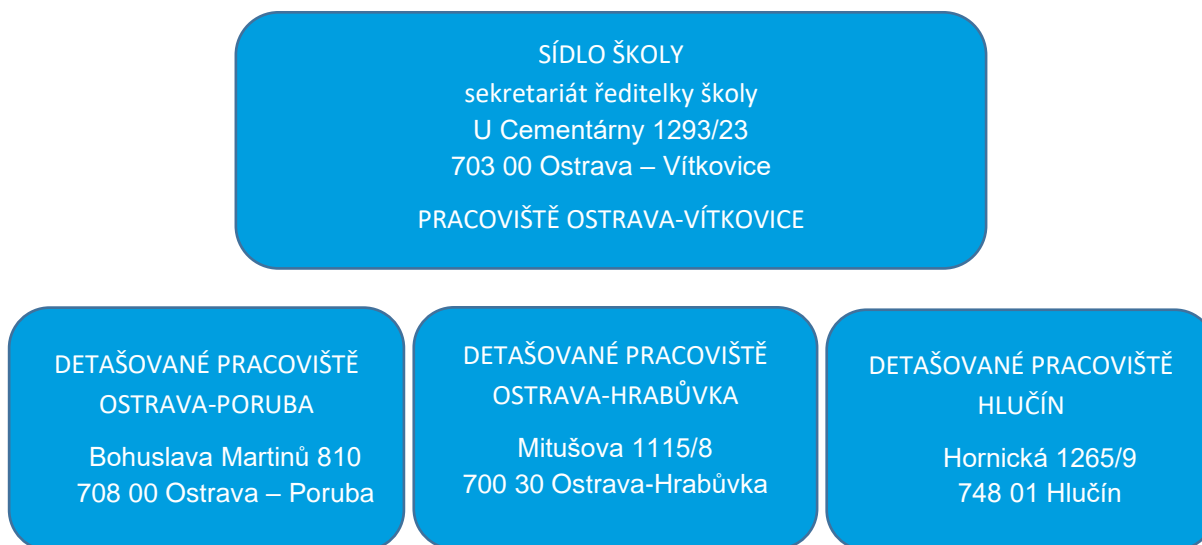 SÍDLO ŠKOLY
sekretariát ředitelky školy
U Cementárny 1293/23
703 00 Ostrava – Vítkovice
PRACOVIŠTĚ OSTRAVA-VÍTKOVICE
DETAŠOVANÉ PRACOVIŠTĚ
OSTRAVA-PORUBA
Bohuslava Martinů 810
708 00 Ostrava – Poruba
DETAŠOVANÉ PRACOVIŠTĚ
OSTRAVA-HRABŮVKA
Mitušova 1115/8
700 30 Ostrava-Hrabůvka
DETAŠOVANÉ PRACOVIŠTĚ
HLUČÍN
Hornická 1265/9
748 01 Hlučín